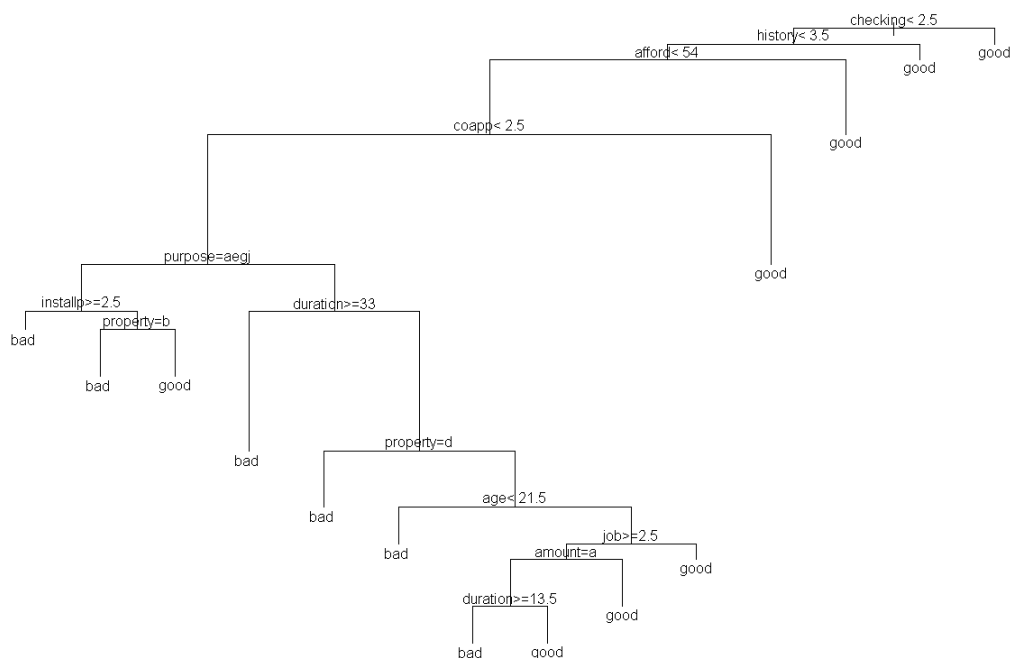 checking< 2.5
history< 3.5
good
afford< 54
good
coapp< 2.5
good
purpose=aegj
good
installp>=2.5
duration>=33
property=b
bad
bad
good
property=d
bad
age< 21.5
bad
job>=2.5
bad
amount=a
good
duration>=13.5
good
bad
good